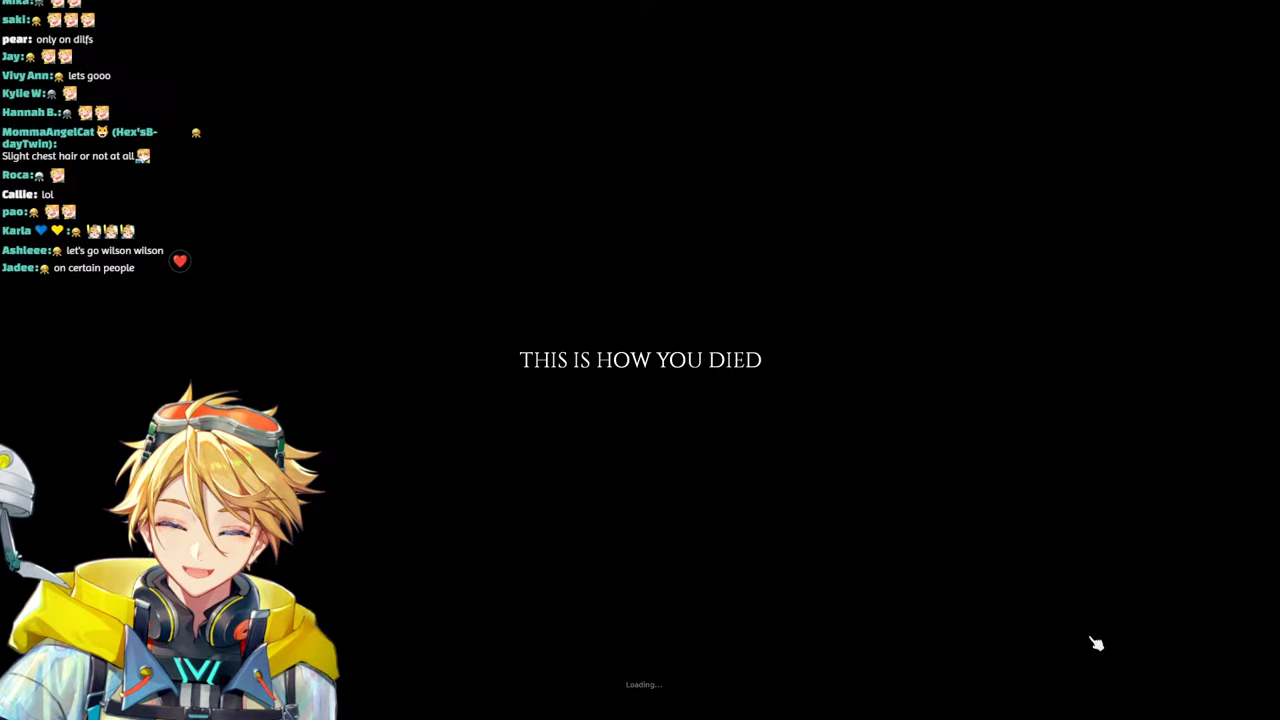 Mika:
saki:
pear: only on dilfs
Jay:
Vivy Ann: lets gooo
Kylie W:
Hannah B.:
MommaAngelCat (Hex'sB-
dayTwin):
Slight chest hair or not at all
Roca:
Callie: lol
pao:
Karla 💙 💛 :
Ashleee: let's go wilson wilson
Jadee: on certain people
THIS IS HOW YOU DIED
Loading...